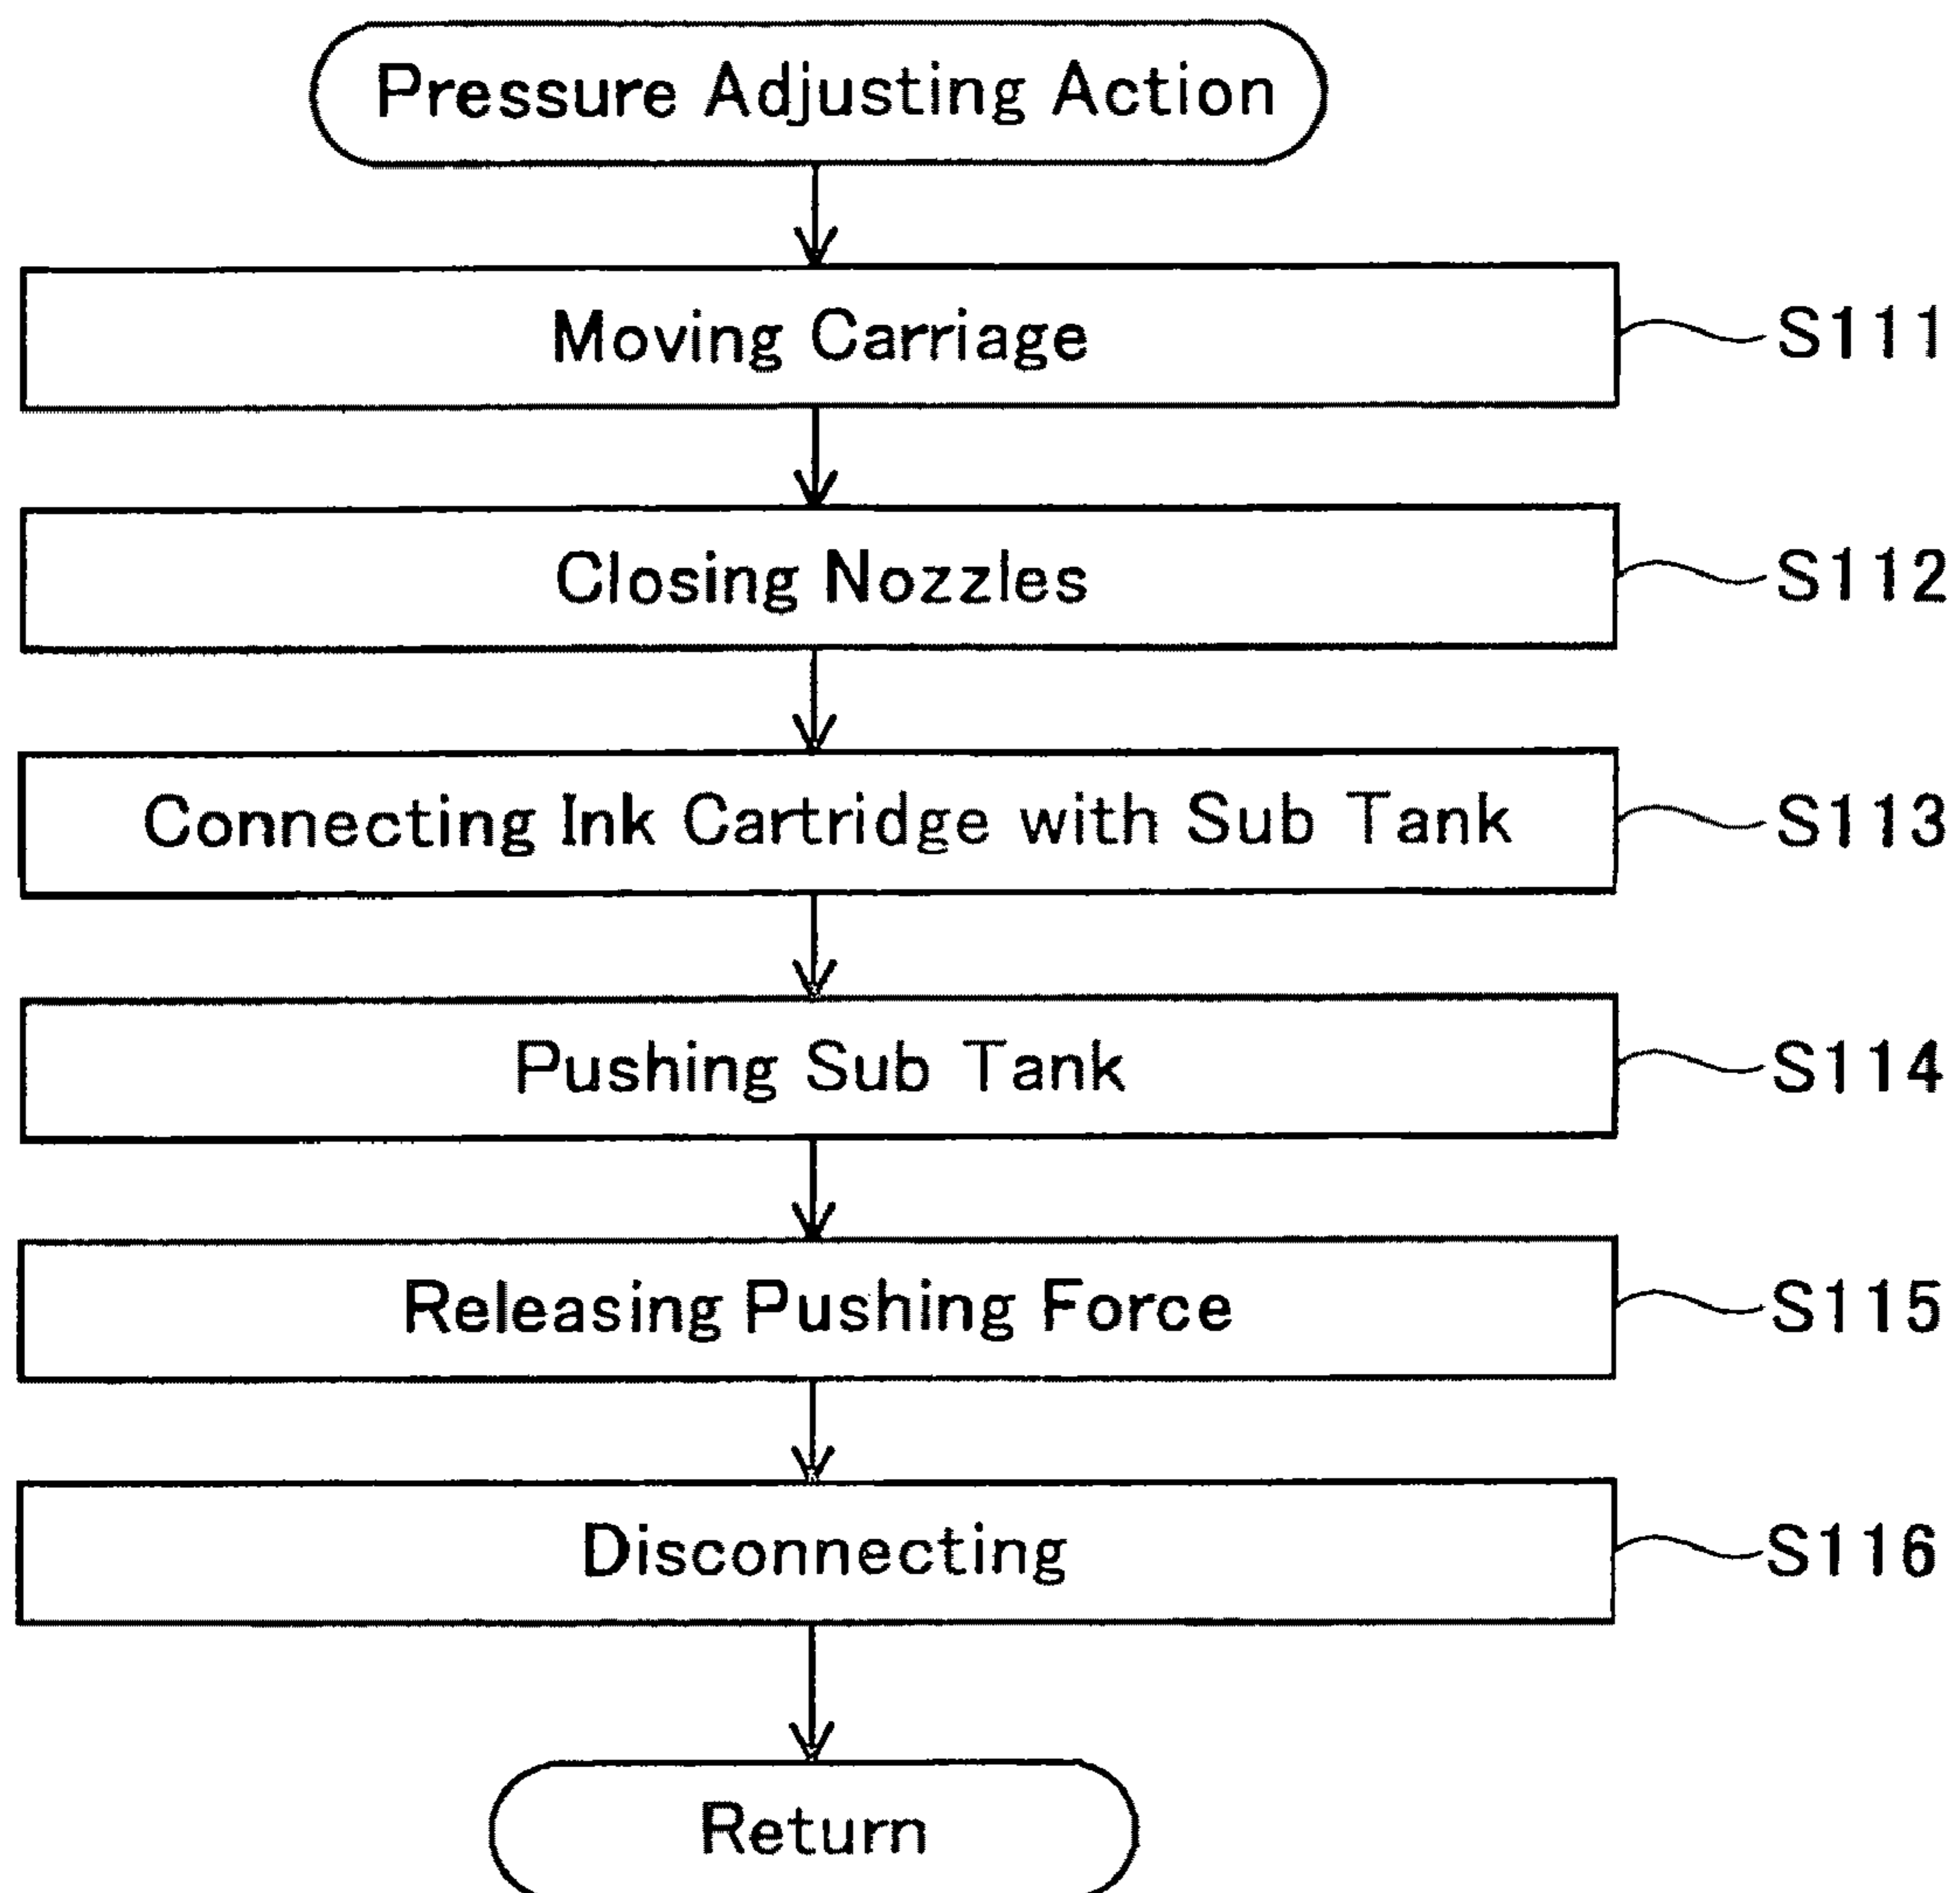 Pressure Adjusting Action
Moving Carriage
S111
Closing Nozzles
S112
Connecting Ink Cartridge with Sub Tank
S113
Pushing Sub Tank
S114
Releasing Pushing Force
S115
Disconnecting
S116
Return